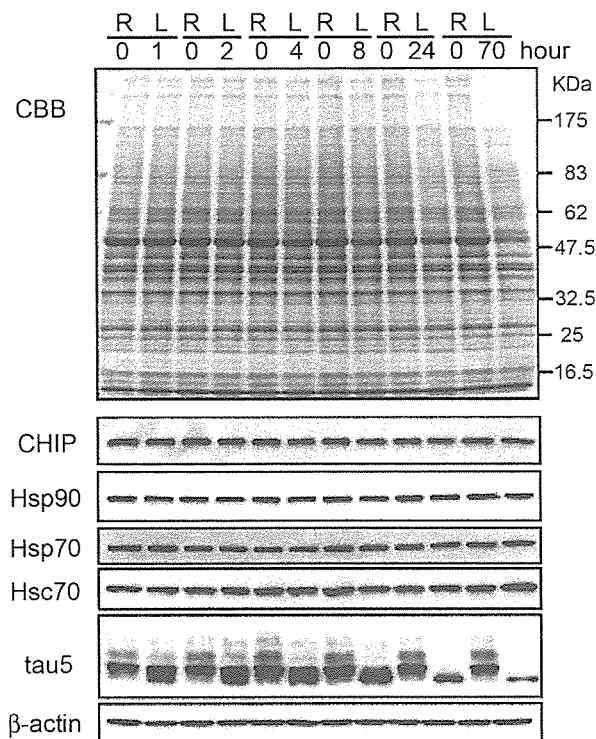 R L R L R L R L R L R L
0 1 0 2 0 4 0 8 0 24 0 70 hour
CBB
KDa
175
83
62
47.5
32.5
25
16.5
CHIP
Hsp90
Hsp70
Hsc70
tau5
β-actin